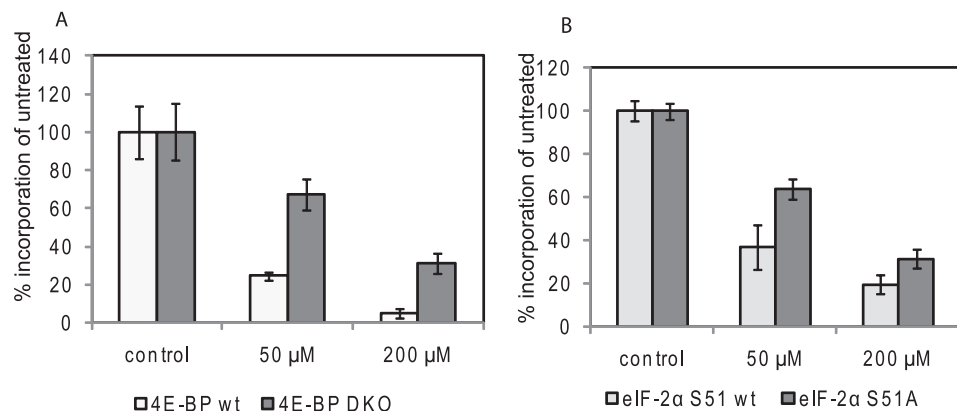 A
% incorporation of untreated
140
120
100
80
60
40
20
0
control 50 µM 200 µM
4E-BP wt 4E-BP DKO
B
% incorporation of untreated
120
100
80
60
40
20
0
control 50 µM 200 µM
eIF-2α S51 wt eIF-2α S51A